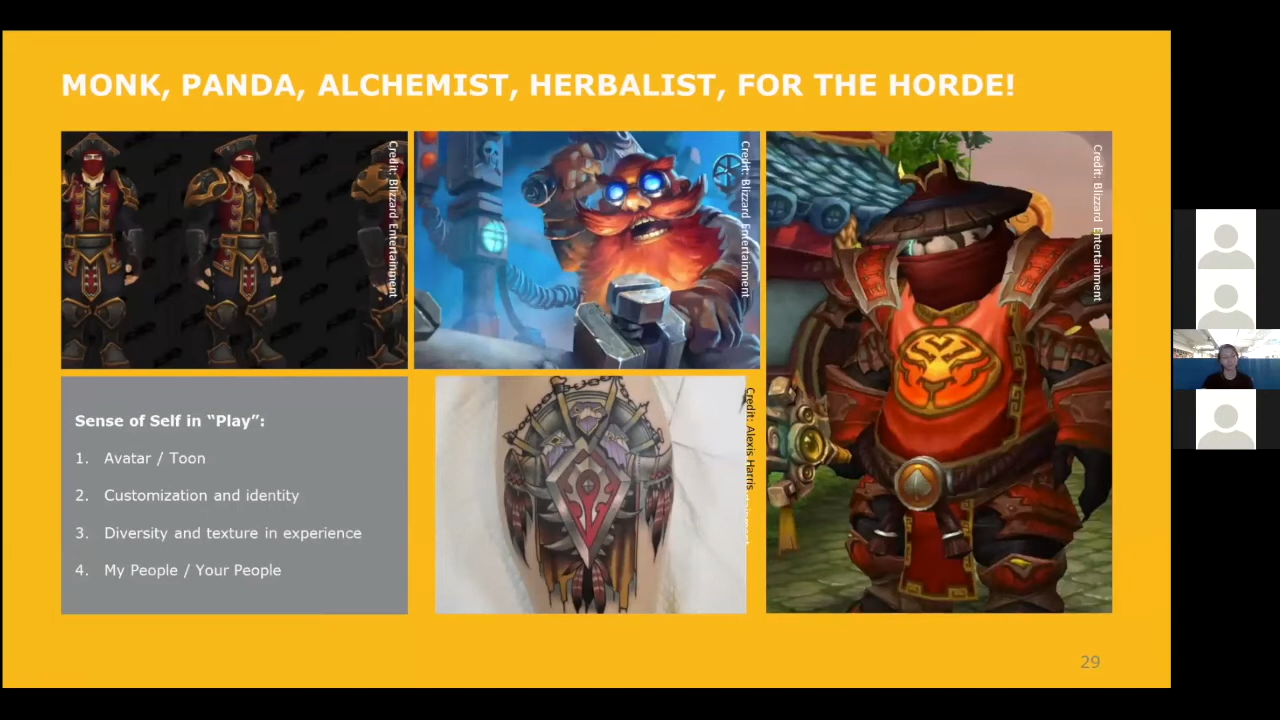 MONK, PANDA, ALCHEMIST, HERBALIST, FOR THE HORDE!
Credit: Blizzard Entertainment
Credit: Blizzard Entertainment
Credit: Blizzard Entertainment
Sense of Self in “Play”:
1. Avatar / Toon
2. Customization and identity
3. Diversity and texture in experience
4. My People / Your People
Credit: Alexis Harris
29